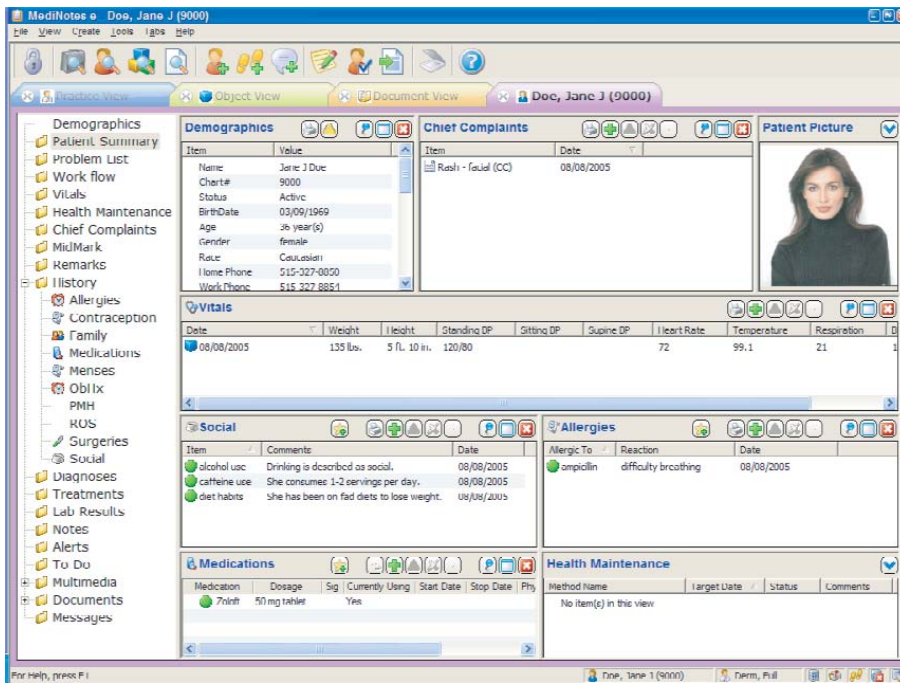 MediNotes e   Doe, Jane J (9000)
File View Create Tools Tabs Help
Practice View
Object View
Document View
Doe, Jane J (9000)
Demographics
Patient Summary
Problem List
Work flow
Vitals
Health Maintenance
Chief Complaints
MidMark
Remarks
History
Allergies
Contraception
Family
Medications
Menses
ObHx
PMH
ROS
Surgeries
Social
Diagnoses
Treatments
Lab Results
Notes
Alerts
To Do
Multimedia
Documents
Messages
Demographics
Item Value
Name Jane J Doe
Chart# 9000
Status Active
BirthDate 03/09/1969
Age 36 year(s)
Gender female
Race Caucasian
Home Phone 515-327-8850
Work Phone 515 327 8851
Chief Complaints
Item Date
Rash - facial (CC) 08/08/2005
Patient Picture
Vitals
Date Weight Height Standing BP Sitting BP Supine BP Heart Rate Temperature Respiration
08/08/2005 135 lbs. 5 ft. 10 in. 120/80 72 99.1 21
Social
Item Comments Date
alcohol use Drinking is described as social. 08/08/2005
caffeine use She consumes 1-2 servings per day. 08/08/2005
diet habits She has been on fad diets to lose weight. 08/08/2005
Allergies
Allergic To Reaction Date
ampicillin difficulty breathing 08/08/2005
Medications
Medication Dosage Sig Currently Using Start Date Stop Date Phy
Zoloft 50 mg tablet Yes
Health Maintenance
Method Name Target Date Status Comments
No item(s) in this view
For Help, press F1
Doe, Jane J (9000)
Derm, Full